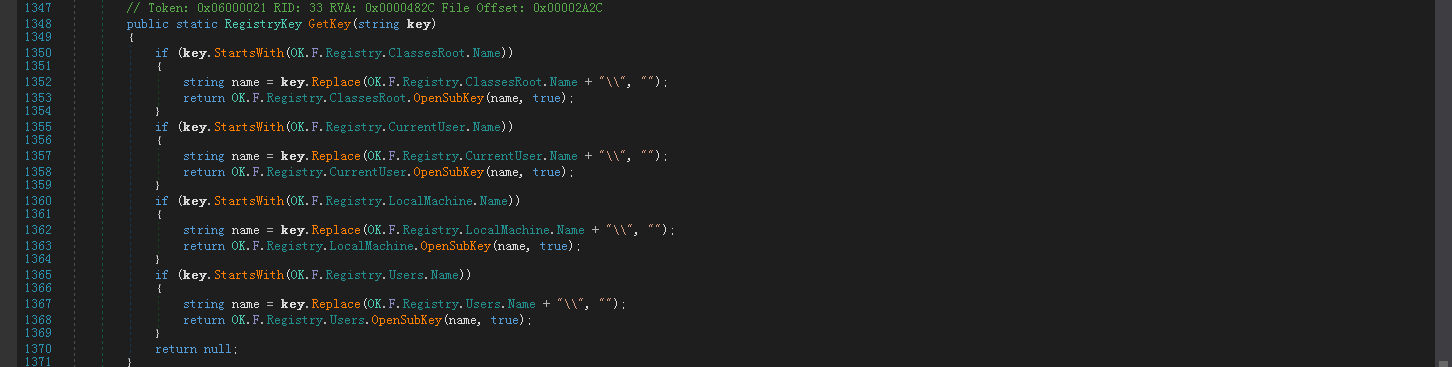 1347 // Token: 0x06000021 RID: 33 RVA: 0x0000482C File Offset: 0x00002A2C
1348 public static RegistryKey GetKey(string key)
1349 {
1350 if (key.StartsWith(OK.F.Registry.ClassesRoot.Name))
1351 {
1352 string name = key.Replace(OK.F.Registry.ClassesRoot.Name + "\\", "");
1353 return OK.F.Registry.ClassesRoot.OpenSubKey(name, true);
1354 }
1355 if (key.StartsWith(OK.F.Registry.CurrentUser.Name))
1356 {
1357 string name = key.Replace(OK.F.Registry.CurrentUser.Name + "\\", "");
1358 return OK.F.Registry.CurrentUser.OpenSubKey(name, true);
1359 }
1360 if (key.StartsWith(OK.F.Registry.LocalMachine.Name))
1361 {
1362 string name = key.Replace(OK.F.Registry.LocalMachine.Name + "\\", "");
1363 return OK.F.Registry.LocalMachine.OpenSubKey(name, true);
1364 }
1365 if (key.StartsWith(OK.F.Registry.Users.Name))
1366 {
1367 string name = key.Replace(OK.F.Registry.Users.Name + "\\", "");
1368 return OK.F.Registry.Users.OpenSubKey(name, true);
1369 }
1370 return null;
1371 }